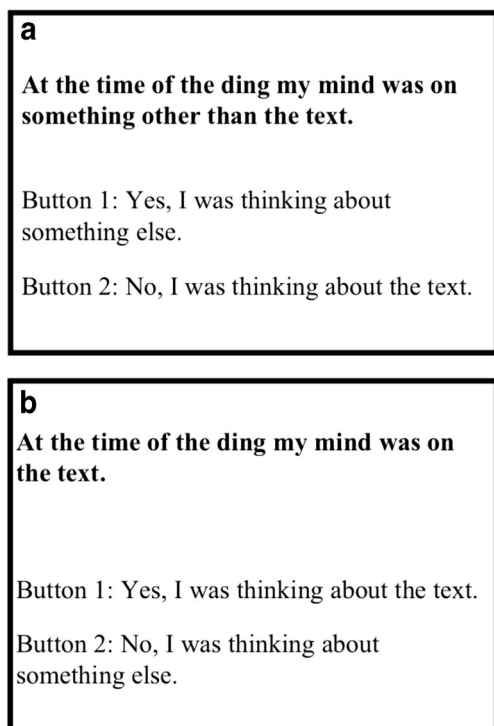 a
At the time of the ding my mind was on
something other than the text.
Button 1: Yes, I was thinking about
something else.
Button 2: No, I was thinking about the text.
b
At the time of the ding my mind was on
the text.
Button 1: Yes, I was thinking about the text.
Button 2: No, I was thinking about
something else.